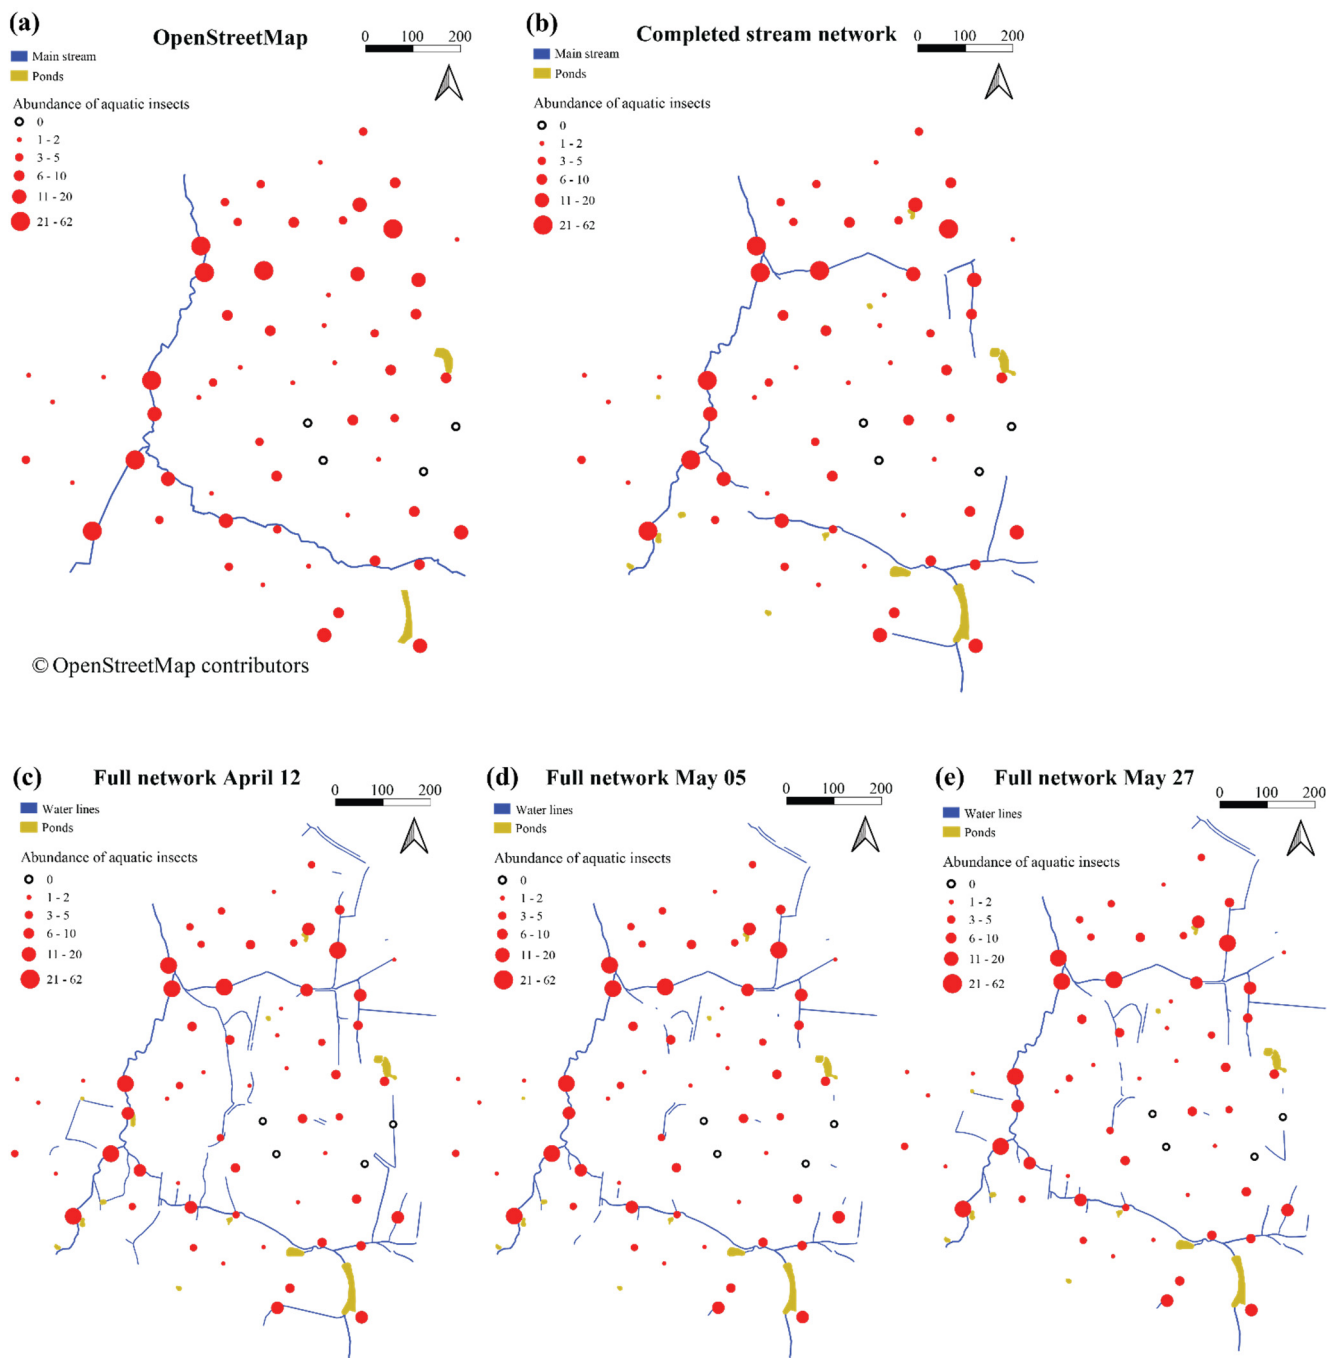 (a)
OpenStreetMap
0 100 200
Main stream
Ponds
Abundance of aquatic insects
0
1 - 2
3 - 5
6 - 10
11 - 20
21 - 62
© OpenStreetMap contributors
(b)
Completed stream network
0 100 200
Main stream
Ponds
Abundance of aquatic insects
0
1 - 2
3 - 5
6 - 10
11 - 20
21 - 62
(c)
Full network April 12
0 100 200
Water lines
Ponds
Abundance of aquatic insects
0
1 - 2
3 - 5
6 - 10
11 - 20
21 - 62
(d)
Full network May 05
0 100 200
Water lines
Ponds
Abundance of aquatic insects
0
1 - 2
3 - 5
6 - 10
11 - 20
21 - 62
(e)
Full network May 27
0 100 200
Water lines
Ponds
Abundance of aquatic insects
0
1 - 2
3 - 5
6 - 10
11 - 20
21 - 62